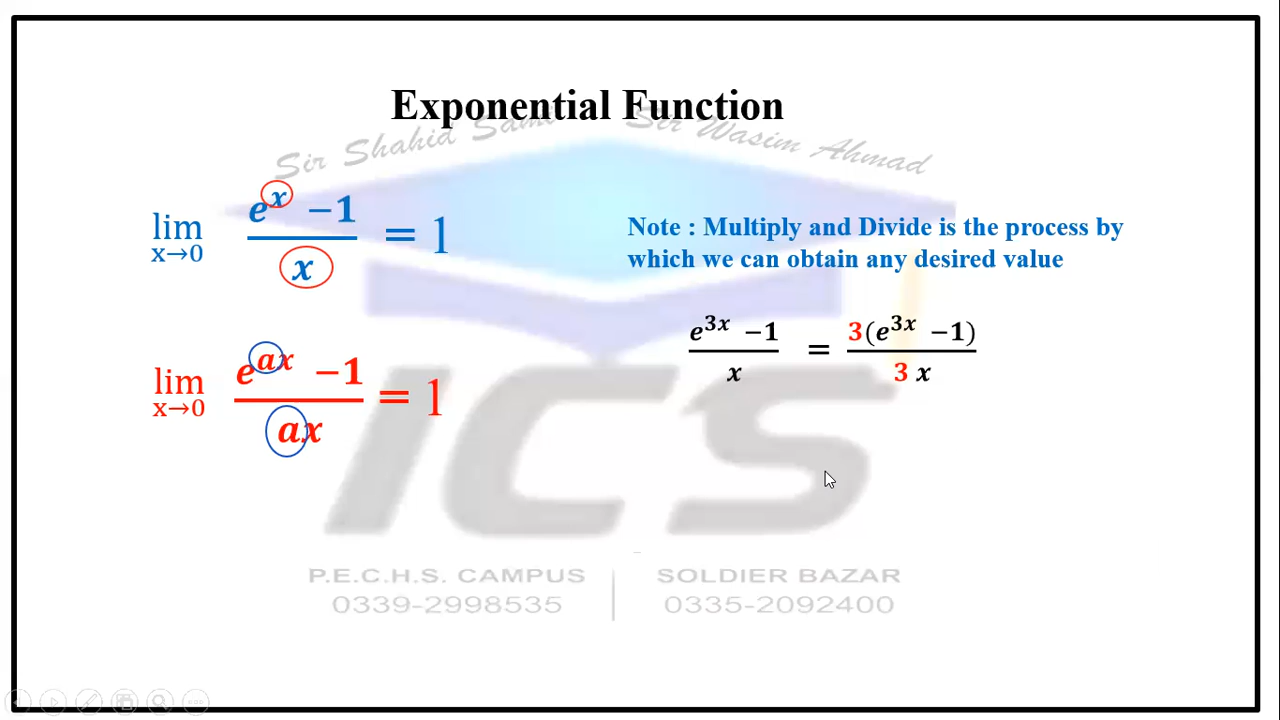 Exponential Function
Sir Shahid Sami Sir Wasim Ahmad
lim x→0 e^x −1 / x = 1
Note : Multiply and Divide is the process by
which we can obtain any desired value
e^3x −1 / x = 3(e^3x −1) / 3 x
lim x→0 e^ax −1 / ax = 1
ICS
P.E.C.H.S. CAMPUS SOLDIER BAZAR
0339-2998535 0335-2092400